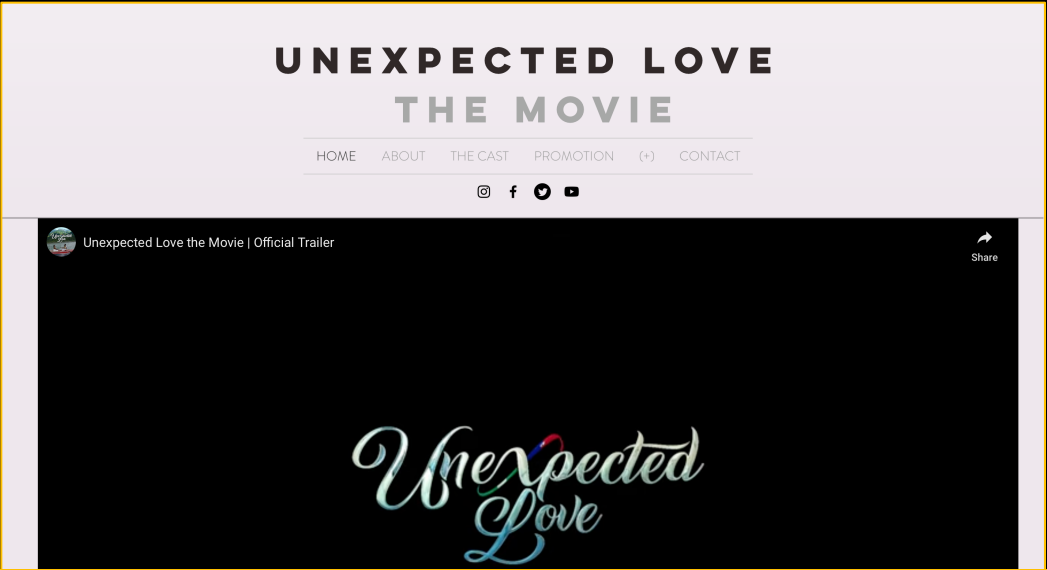 UNEXPECTED LOVE
THE MOVIE
HOME ABOUT THE CAST PROMOTION (+) CONTACT
Unexpected Love the Movie | Official Trailer
Share
Unexpected
Love